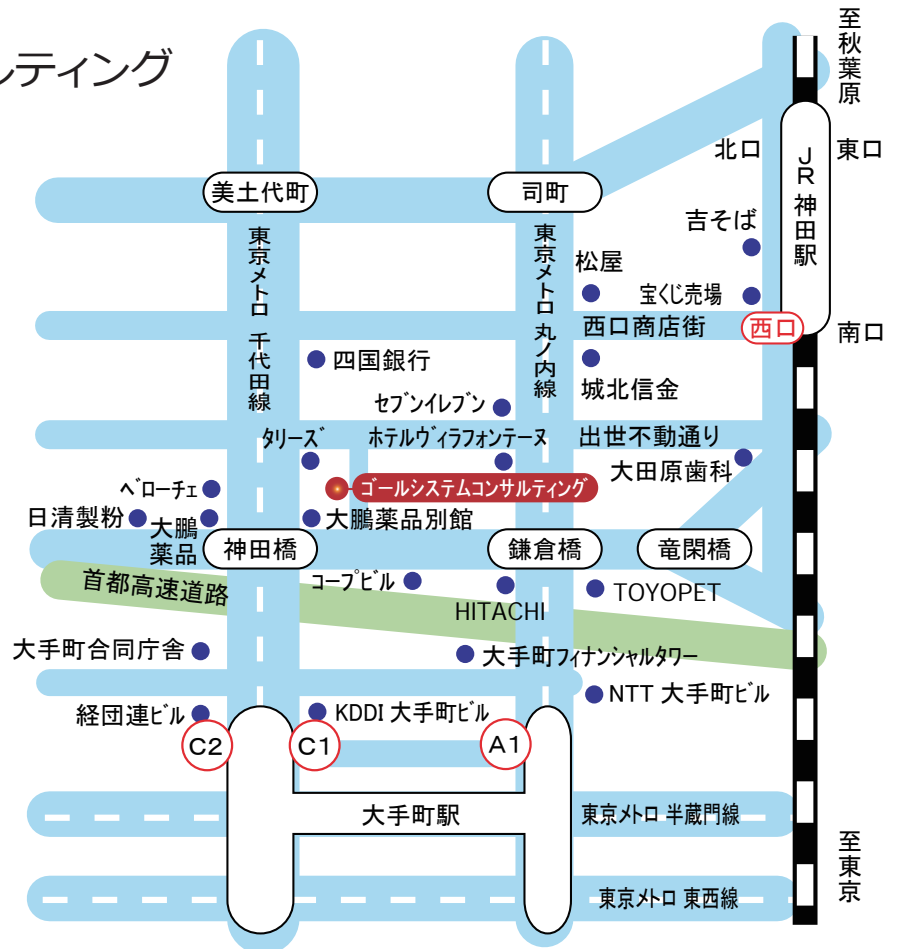 ルティング
至秋葉原
北口
東口
JR神田駅
美土代町
司町
吉そば
東京メトロ 千代田線
東京メトロ 丸ノ内線
松屋
宝くじ売場
西口商店街
西口
南口
四国銀行
城北信金
セブンイレブン
タリーズ
ホテルヴィラフォンテーヌ
出世不動通り
大田原歯科
ベローチェ
ゴールシステムコンサルティング
日清製粉
大鵬
薬品
大鵬薬品別館
神田橋
鎌倉橋
竜閑橋
首都高速道路
コープビル
HITACHI
TOYOPET
大手町合同庁舎
大手町フィナンシャルタワー
NTT 大手町ビル
経団連ビル
KDDI 大手町ビル
C2
C1
A1
大手町駅
東京メトロ 半蔵門線
至東京
東京メトロ 東西線